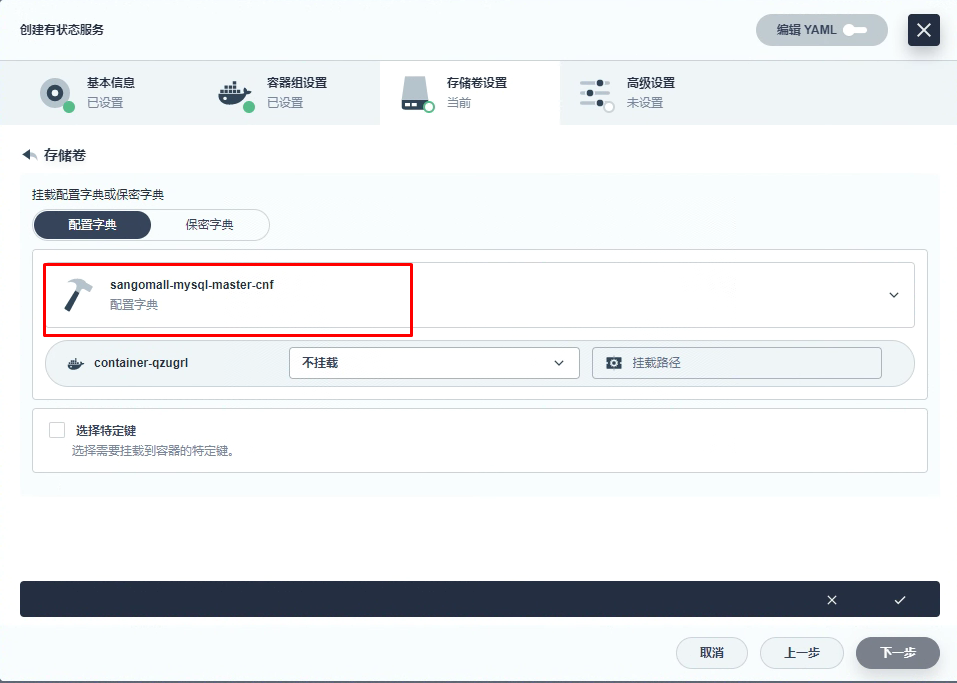 创建有状态服务
编辑 YAML
基本信息
已设置
容器组设置
已设置
存储卷设置
当前
高级设置
未设置
存储卷
挂载配置字典或保密字典
配置字典
保密字典
sangomall-mysql-master-cnf
配置字典
container-qzugrl
不挂载
挂载路径
选择特定键
选择需要挂载到容器的特定键。
取消
上一步
下一步